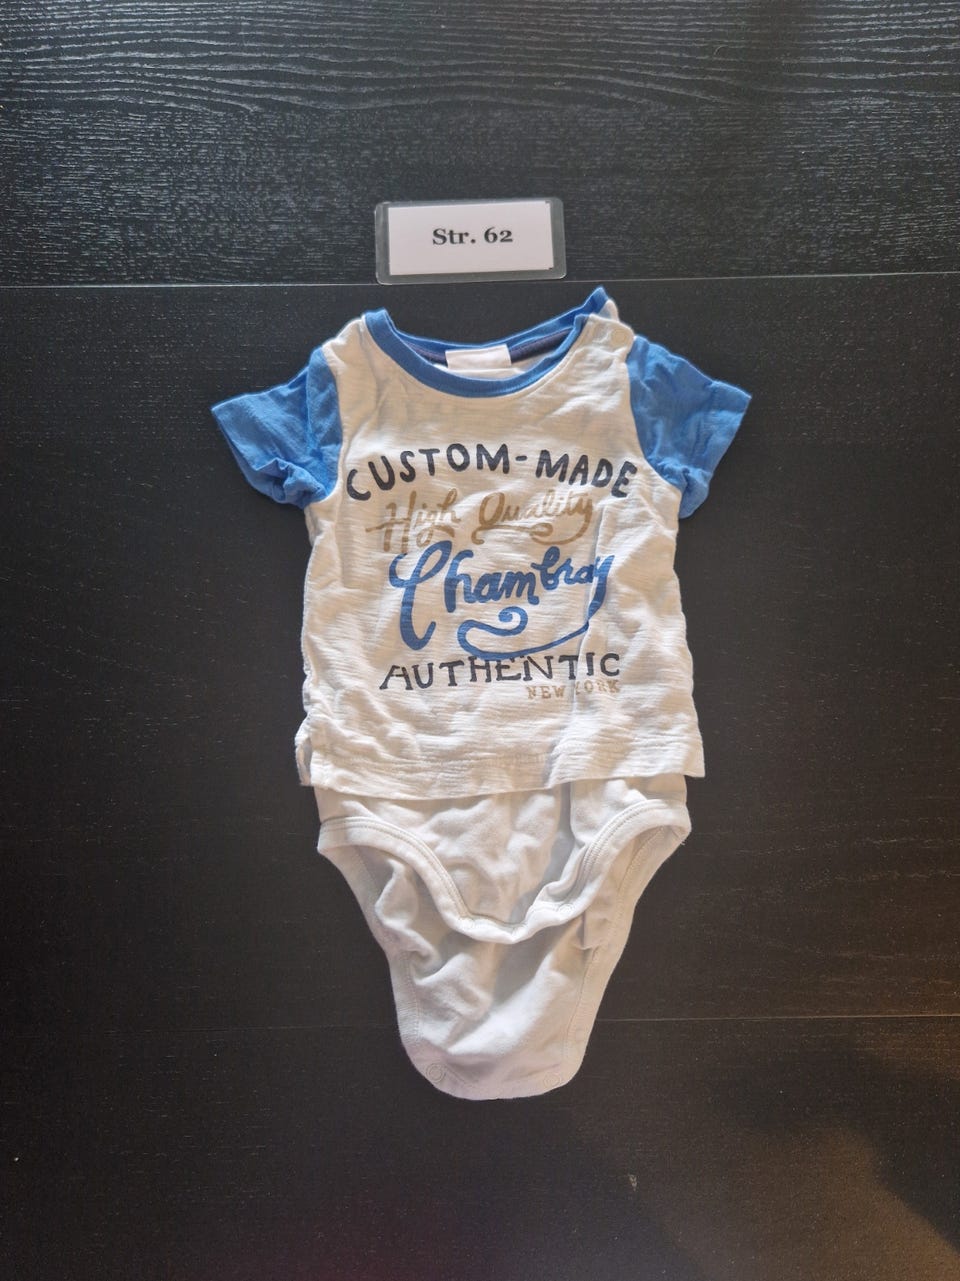 Str. 62
CUSTOM-MADE
High Quality
Chambray
AUTHENTIC
NEW YORK